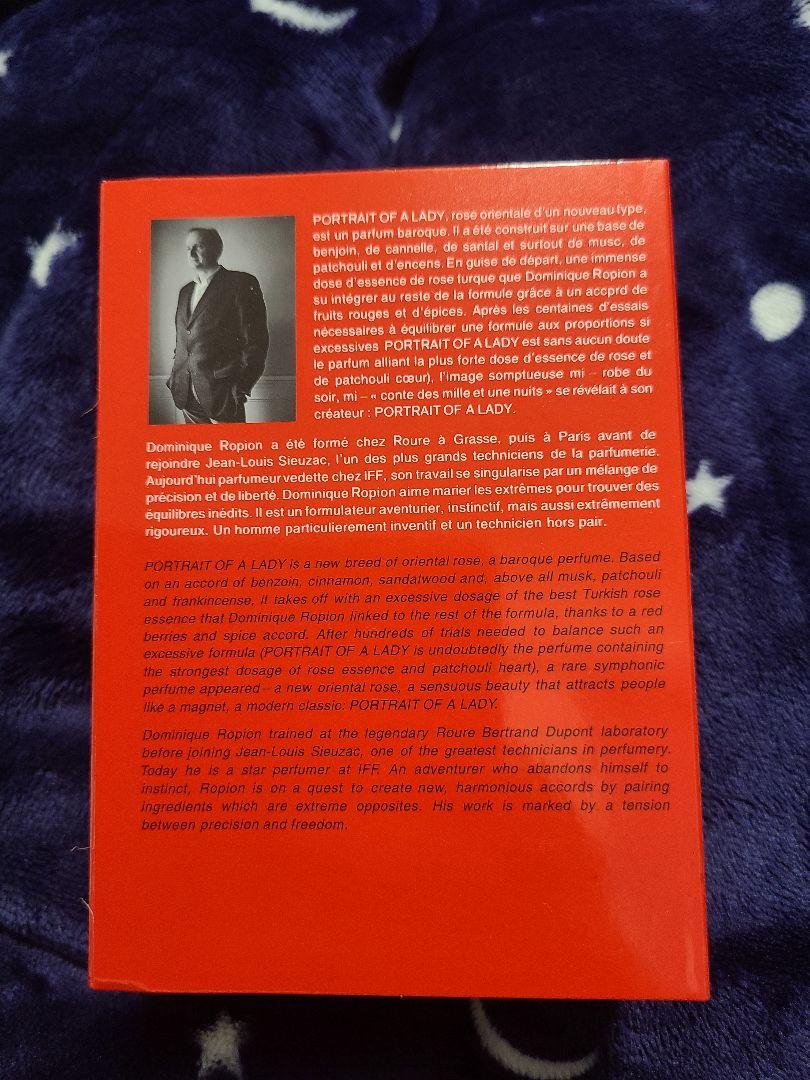 PORTRAIT OF A LADY, rose orientale d'un nouveau type,
est un parfum baroque. Il a été construit sur une base de
benjoin, de cannelle, de santal et surtout de musc, de
patchouli et d'encens. En guise de départ, une immense
dose d'essence de rose turque que Dominique Ropion a
su intégrer au reste de la formule grâce à un accprd de
fruits rouges et d'épices. Après les centaines d'essais
nécessaires à équilibrer une formule aux proportions si
excessives PORTRAIT OF A LADY est sans aucun doute
le parfum alliant la plus forte dose d'essence de rose et
de patchouli cœur), l'image somptueuse mi – robe du
soir, mi – « conte des mille et une nuits » se révélait à son
créateur : PORTRAIT OF A LADY.
Dominique Ropion a été formé chez Roure à Grasse, puis à Paris avant de
rejoindre Jean-Louis Sieuzac, l'un des plus grands techniciens de la parfumerie.
Aujourd'hui parfumeur vedette chez IFF, son travail se singularise par un mélange de
précision et de liberté. Dominique Ropion aime marier les extrêmes pour trouver des
équilibres inédits. Il est un formulateur aventurier, instinctif, mais aussi extrêmement
rigoureux. Un homme particulierement inventif et un technicien hors pair.
PORTRAIT OF A LADY is a new breed of oriental rose, a baroque perfume. Based
on an accord of benzoin, cinnamon, sandalwood and, above all musk, patchouli
and frankincense, it takes off with an excessive dosage of the best Turkish rose
essence that Dominique Ropion linked to the rest of the formula, thanks to a red
berries and spice accord. After hundreds of trials needed to balance such an
excessive formula (PORTRAIT OF A LADY is undoubtedly the perfume containing
the strongest dosage of rose essence and patchouli heart), a rare symphonic
perfume appeared – a new oriental rose, a sensuous beauty that attracts people
like a magnet, a modern classic: PORTRAIT OF A LADY.
Dominique Ropion trained at the legendary Roure Bertrand Dupont laboratory
before joining Jean-Louis Sieuzac, one of the greatest technicians in perfumery.
Today he is a star perfumer at IFF. An adventurer who abandons himself to
instinct, Ropion is on a quest to create new, harmonious accords by pairing
ingredients which are extreme opposites. His work is marked by a tension
between precision and freedom.